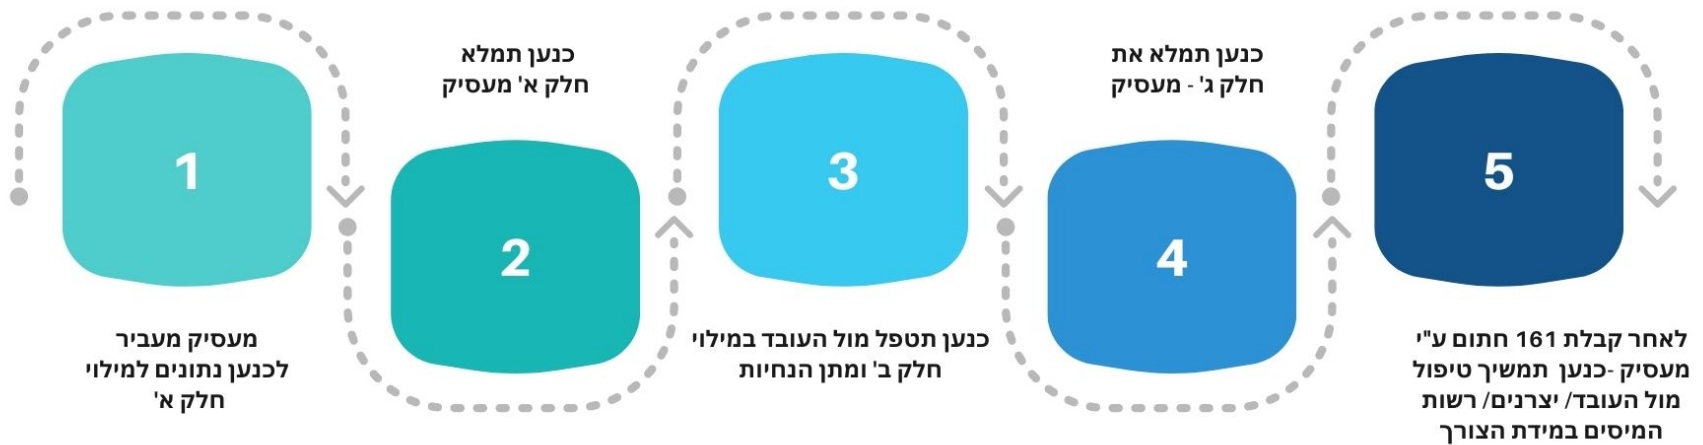 1
מעסיק מעביר
לכנען נתונים למילוי
חלק א'
כנען תמלא
חלק א' מעסיק
2
3
כנען תטפל מול העובד במילוי
חלק ב' ומתן הנחיות
כנען תמלא את
חלק ג' - מעסיק
4
5
לאחר קבלת 161 חתום ע"י
מעסיק -כנען תמשיך טיפול
מול העובד/ יצרנים/ רשות
המיסים במידת הצורך